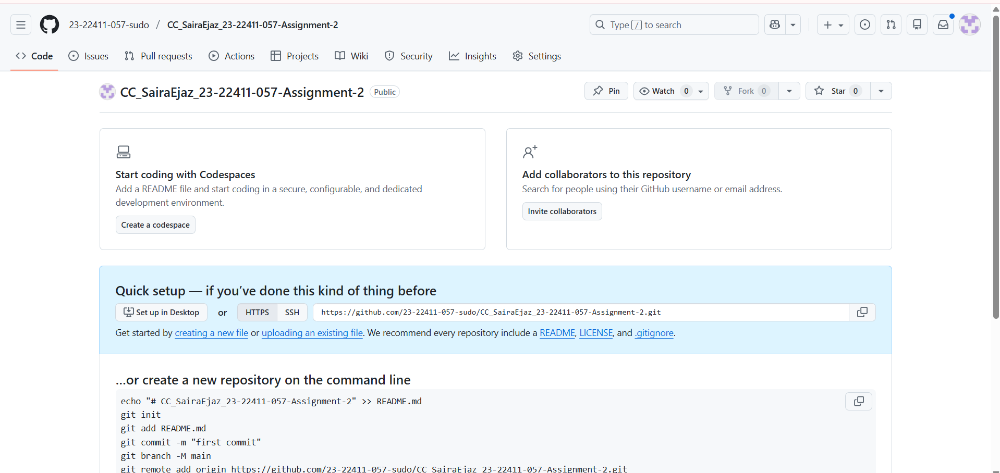 23-22411-057-sudo / CC_SairaEjaz_23-22411-057-Assignment-2
Type / to search
Code Issues Pull requests Actions Projects Wiki Security Insights Settings
CC_SairaEjaz_23-22411-057-Assignment-2 Public
Pin Watch 0 Fork 0 Star 0
Start coding with Codespaces
Add a README file and start coding in a secure, configurable, and dedicated
development environment.
Create a codespace
Add collaborators to this repository
Search for people using their GitHub username or email address.
Invite collaborators
Quick setup — if you’ve done this kind of thing before
Set up in Desktop or HTTPS SSH https://github.com/23-22411-057-sudo/CC_SairaEjaz_23-22411-057-Assignment-2.git
Get started by creating a new file or uploading an existing file. We recommend every repository include a README, LICENSE, and .gitignore.
…or create a new repository on the command line
echo "# CC_SairaEjaz_23-22411-057-Assignment-2" >> README.md
git init
git add README.md
git commit -m "first commit"
git branch -M main
git remote add origin https://github.com/23-22411-057-sudo/CC_SairaEjaz_23-22411-057-Assignment-2.git